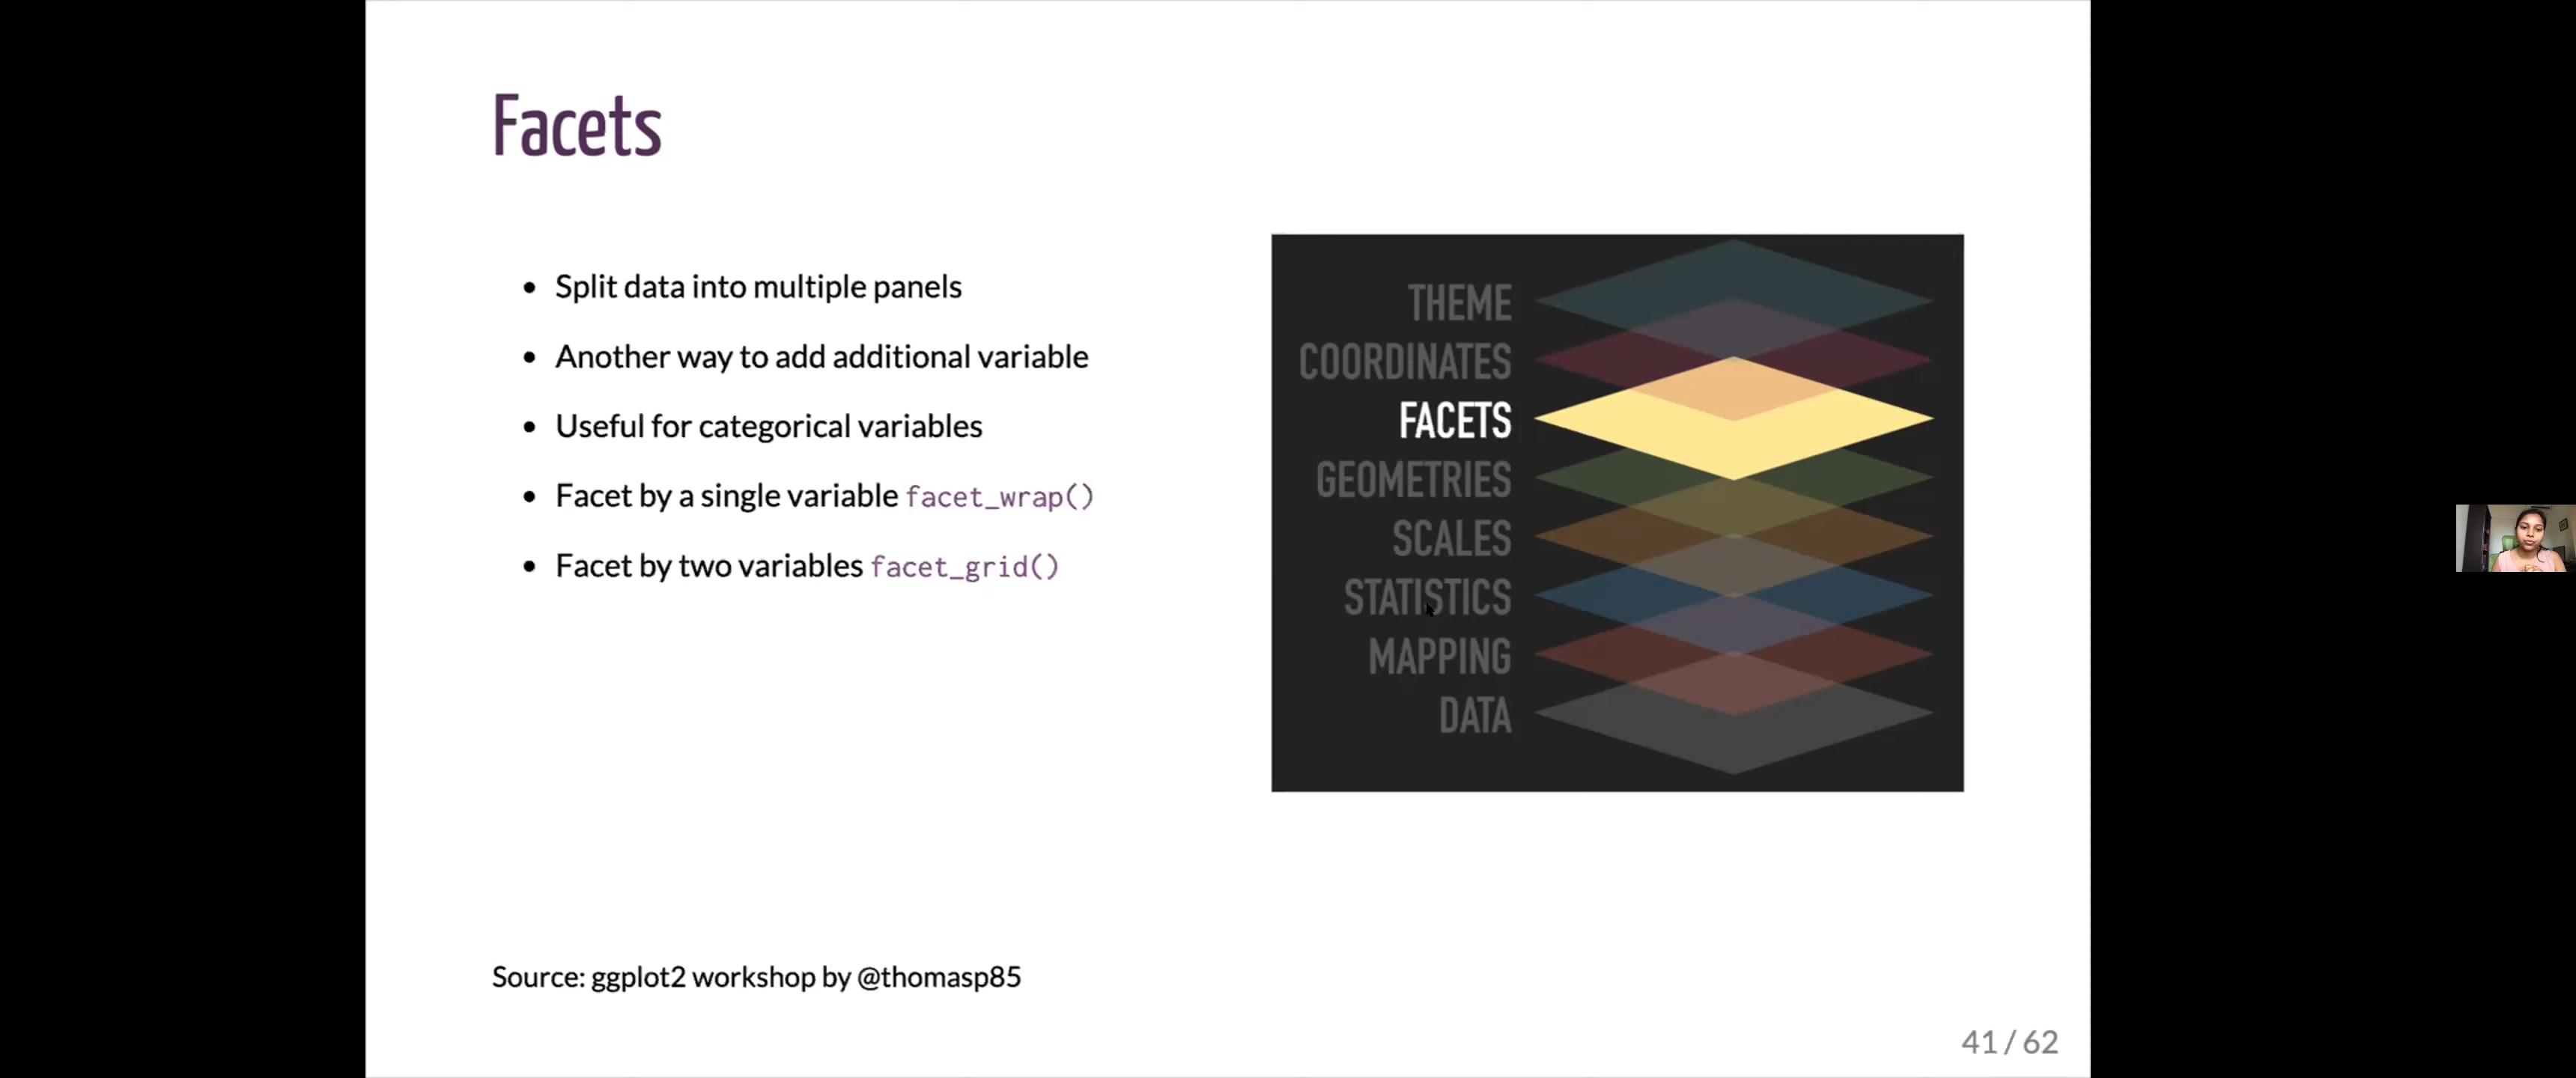 Facets
Split data into multiple panels
Another way to add additional variable
Useful for categorical variables
Facet by a single variable facet_wrap()
Facet by two variables facet_grid()
THEME
COORDINATES
FACETS
GEOMETRIES
SCALES
STATISTICS
MAPPING
DATA
Source: ggplot2 workshop by @thomasp85
41 / 62